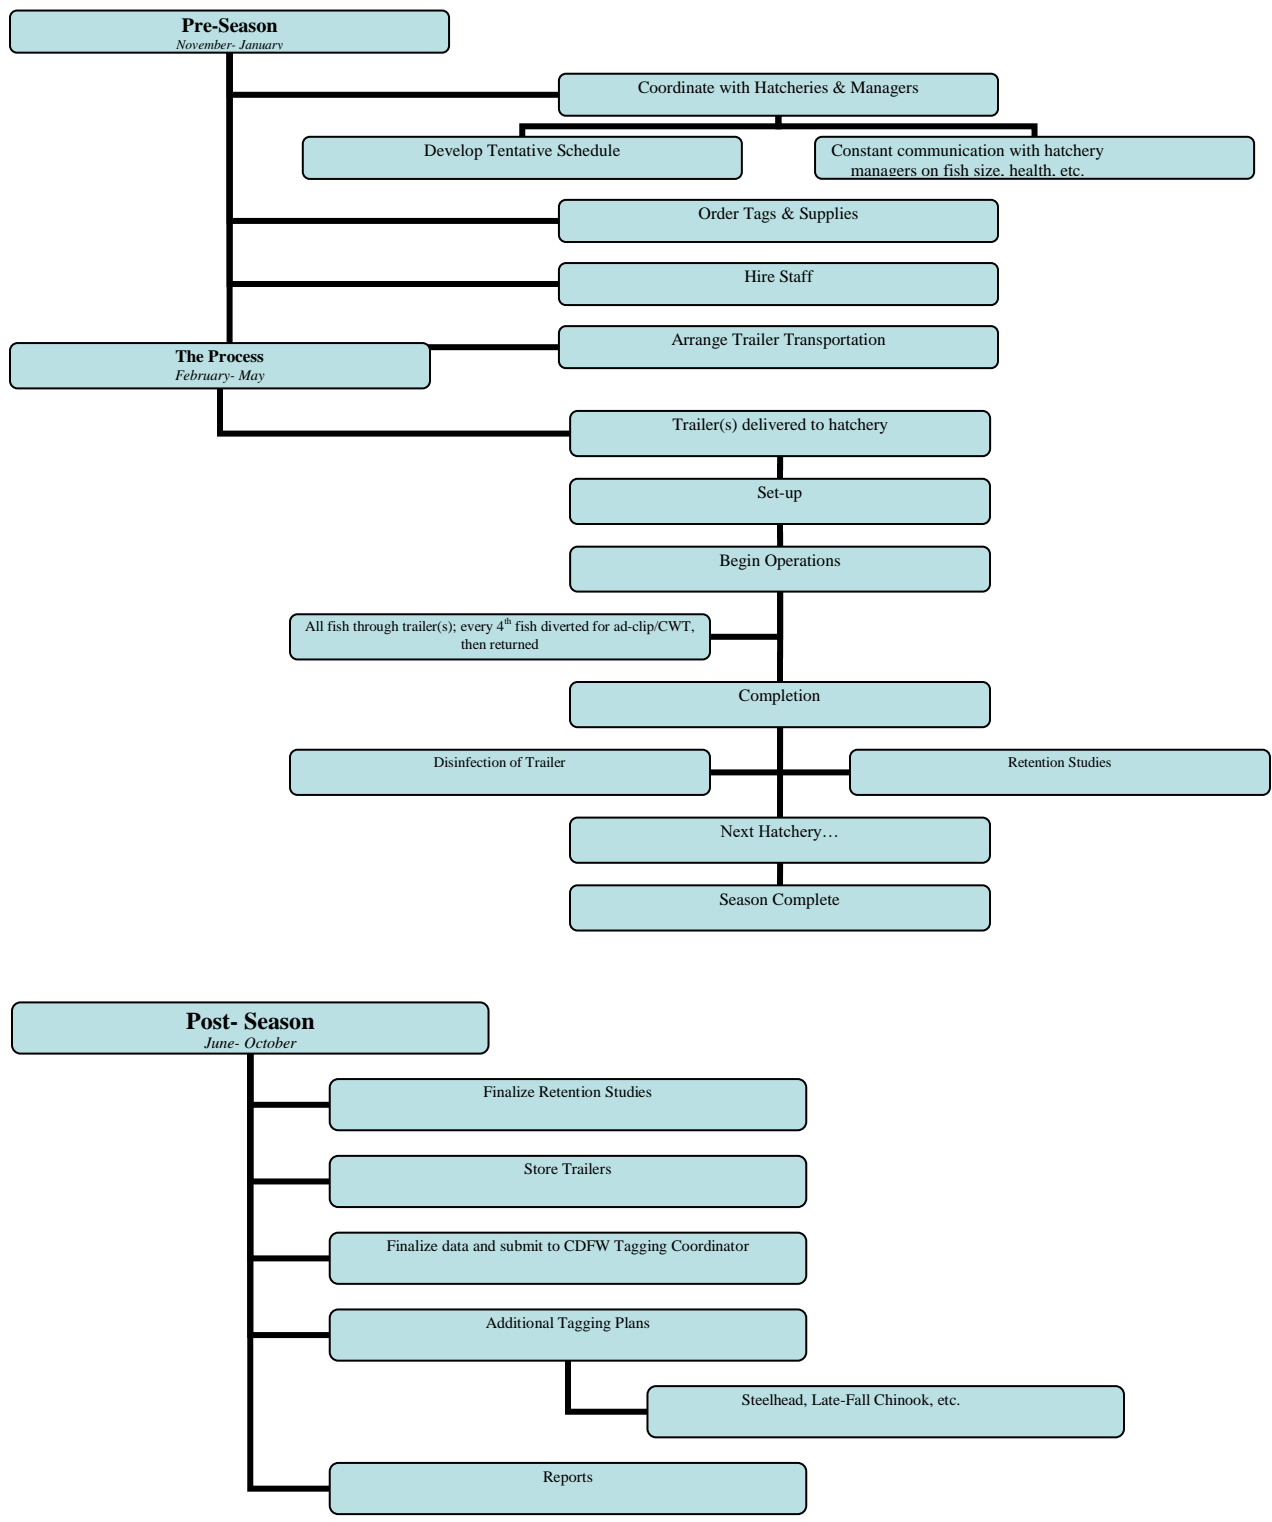 Pre-Season
November- January
Coordinate with Hatcheries & Managers
Develop Tentative Schedule
Constant communication with hatchery
managers on fish size, health, etc.
Order Tags & Supplies
Hire Staff
Arrange Trailer Transportation
The Process
February- May
Trailer(s) delivered to hatchery
Set-up
Begin Operations
All fish through trailer(s); every 4th fish diverted for ad-clip/CWT,
then returned
Completion
Disinfection of Trailer
Retention Studies
Next Hatchery…
Season Complete
Post- Season
June- October
Finalize Retention Studies
Store Trailers
Finalize data and submit to CDFW Tagging Coordinator
Additional Tagging Plans
Steelhead, Late-Fall Chinook, etc.
Reports